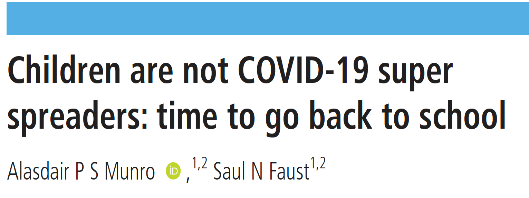 Children are not COVID-19 super
spreaders: time to go back to school
Alasdair P S Munro iD ,1,2 Saul N Faust1,2